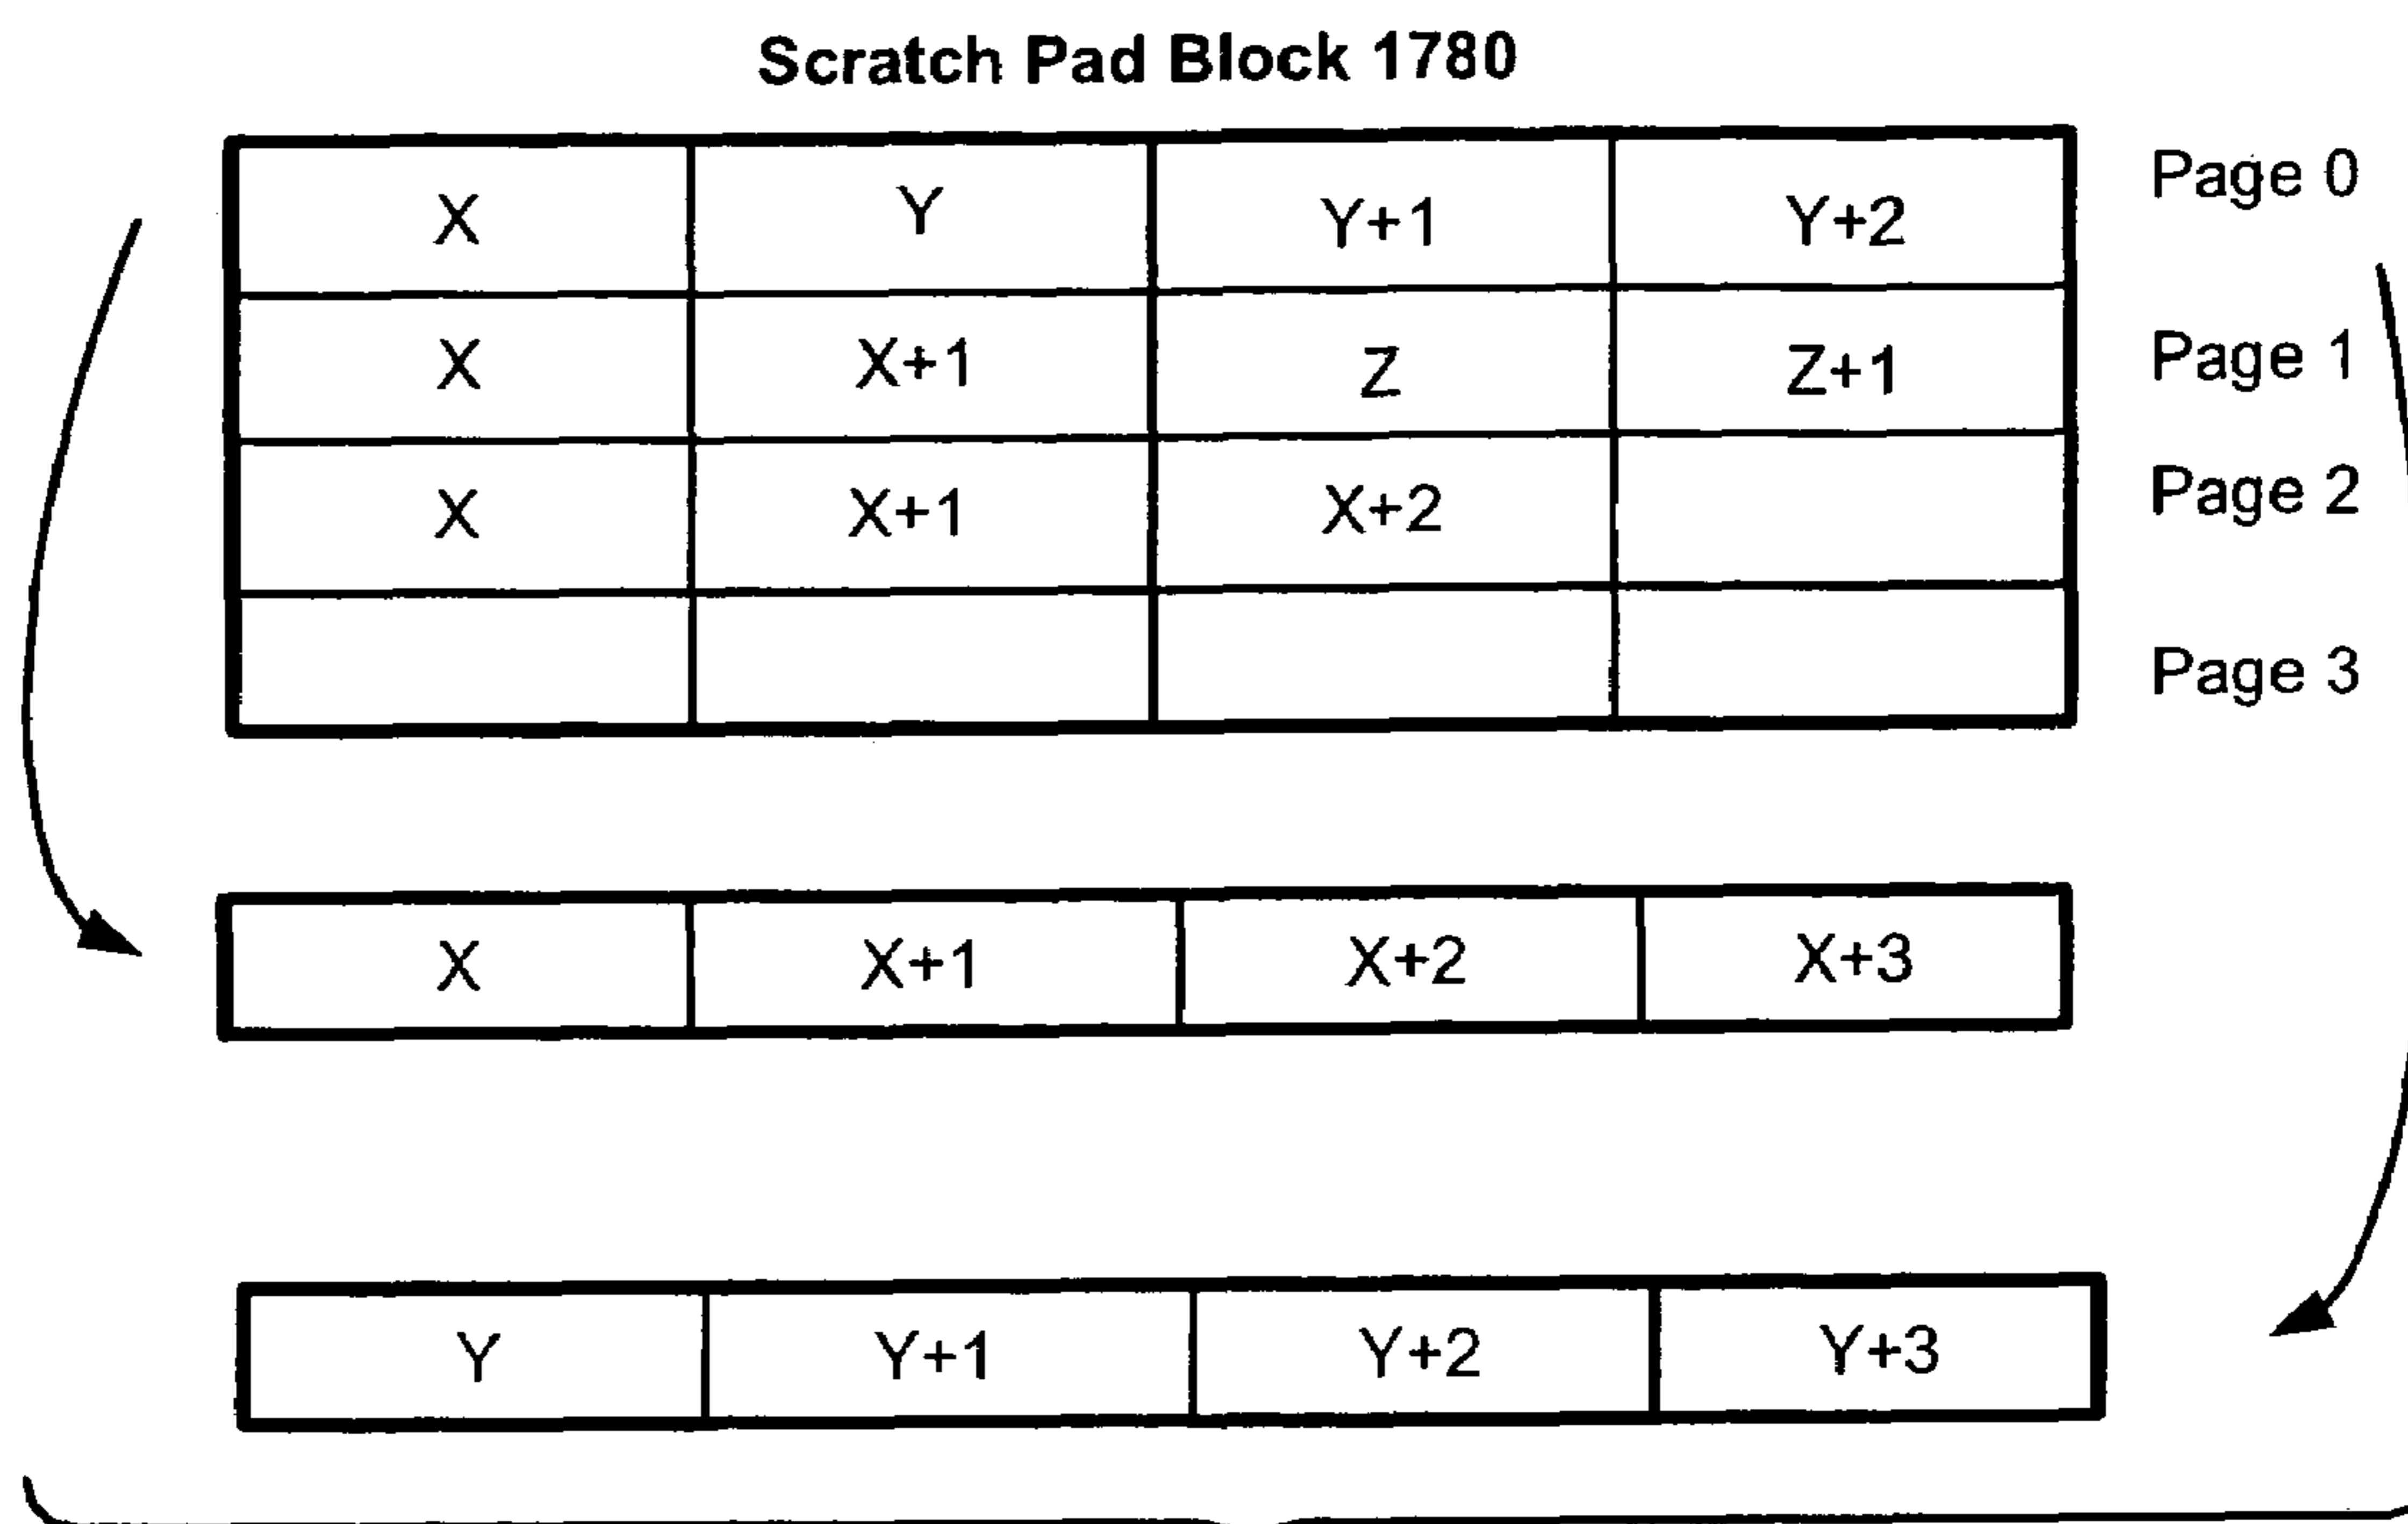 Scratch Pad Block 1780
X Y Y+1 Y+2 Page 0
X X+1 Z Z+1 Page 1
X X+1 X+2 Page 2
Page 3
X X+1 X+2 X+3
Y Y+1 Y+2 Y+3